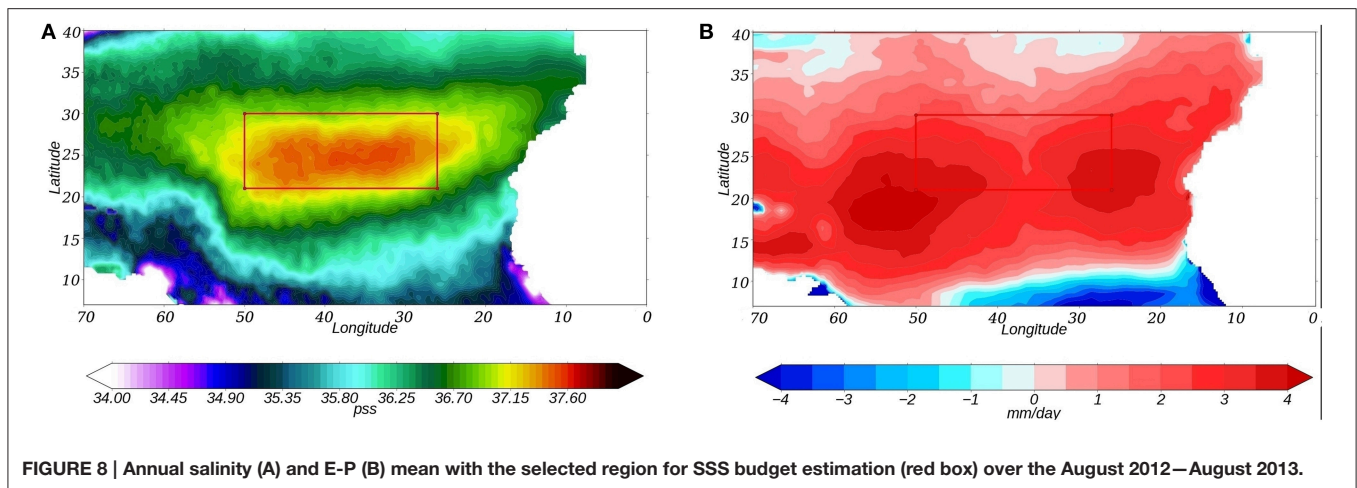 A
40
35
30
25
20
15
10
Latitude
70 60 50 40 30 20 10 0
Longitude
34.00 34.45 34.90 35.35 35.80 36.25 36.70 37.15 37.60
pss
B
40
35
30
25
20
15
10
Latitude
70 60 50 40 30 20 10 0
Longitude
−4 −3 −2 −1 0 1 2 3 4
mm/day
FIGURE 8 | Annual salinity (A) and E-P (B) mean with the selected region for SSS budget estimation (red box) over the August 2012—August 2013.